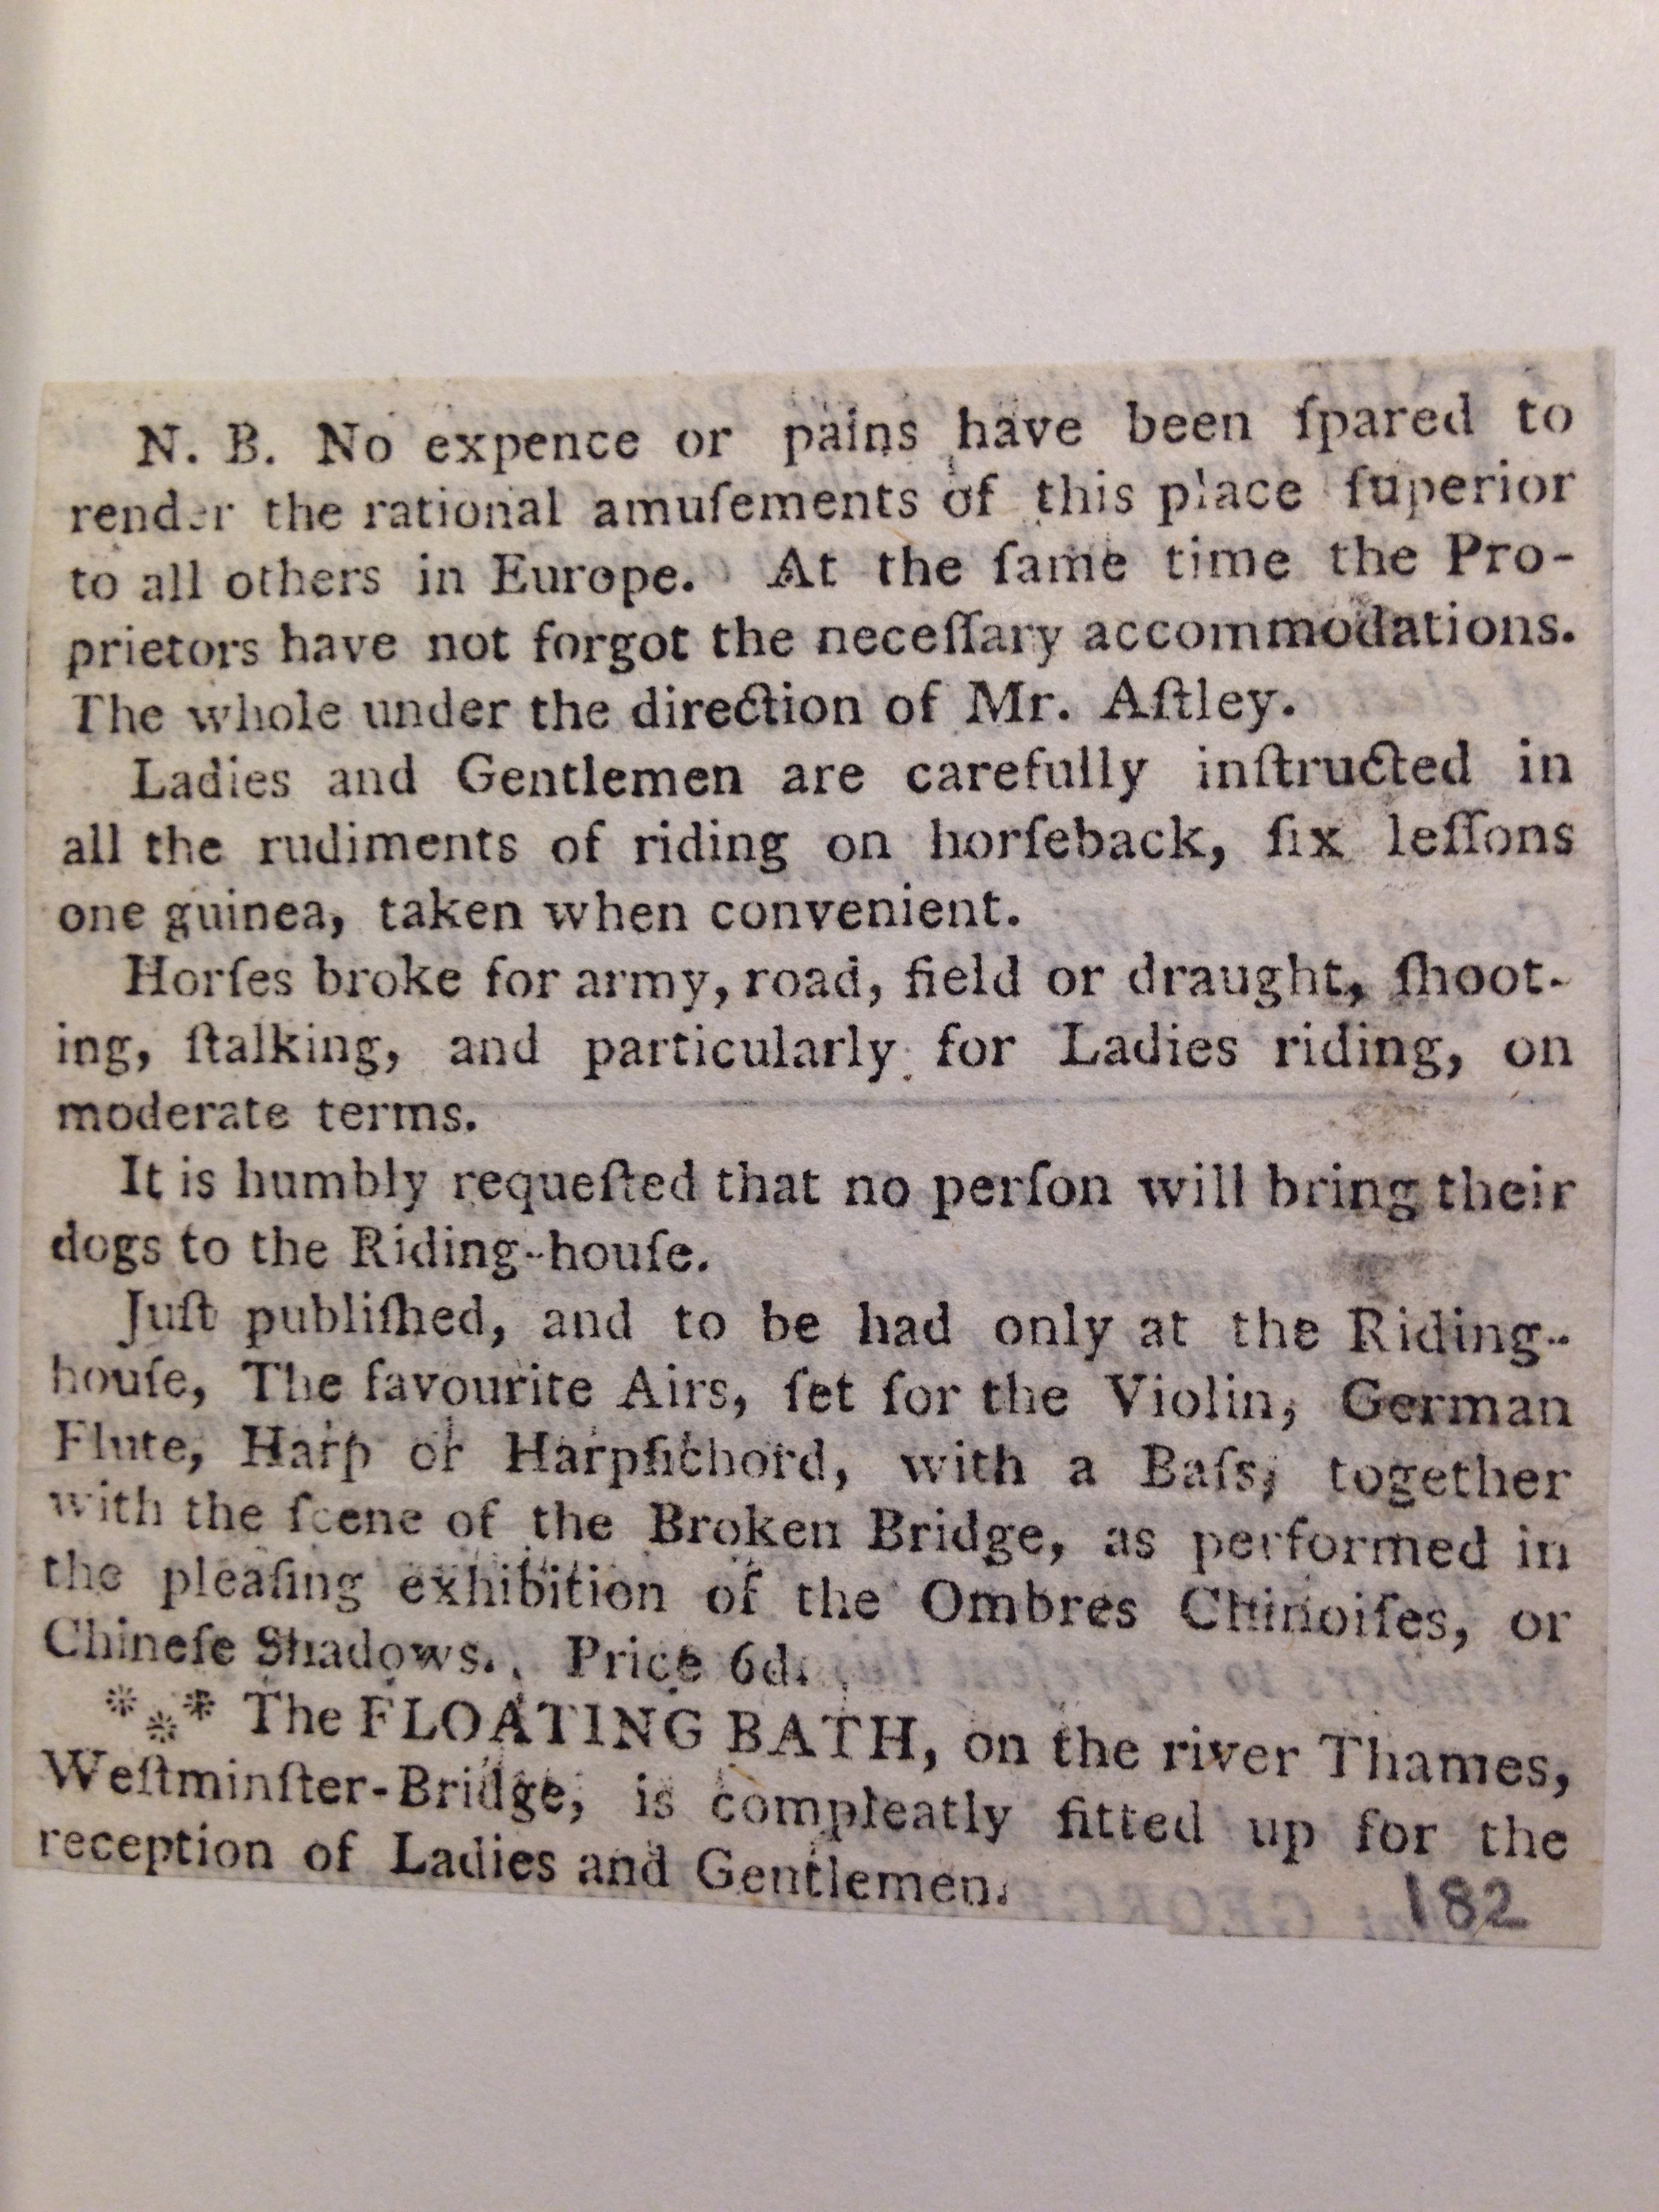 N. B. No expence or pains have been ſpared to
render the rational amuſements of this place ſuperior
to all others in Europe. At the ſame time the Pro-
prietors have not forgot the neceſſary accommodations.
The whole under the direction of Mr. Aſtley.
Ladies and Gentlemen are carefully inſtructed in
all the rudiments of riding on horſeback, ſix leſſons
one guinea, taken when convenient.
Horſes broke for army, road, field or draught, ſhoot-
ing, ſtalking, and particularly for Ladies riding, on
moderate terms.
It is humbly requeſted that no perſon will bring their
dogs to the Riding-houſe.
Juſt publiſhed, and to be had only at the Riding-
houſe, The favourite Airs, ſet for the Violin, German
Flute, Harp or Harpſichord, with a Baſs, together
with the ſcene of the Broken Bridge, as performed in
the pleaſing exhibition of the Ombres Chinoiſes, or
Chineſe Shadows. Price 6d.
*** The FLOATING BATH, on the river Thames,
Weſtminſter-Bridge, is compleatly fitted up for the
reception of Ladies and Gentlemen.
182